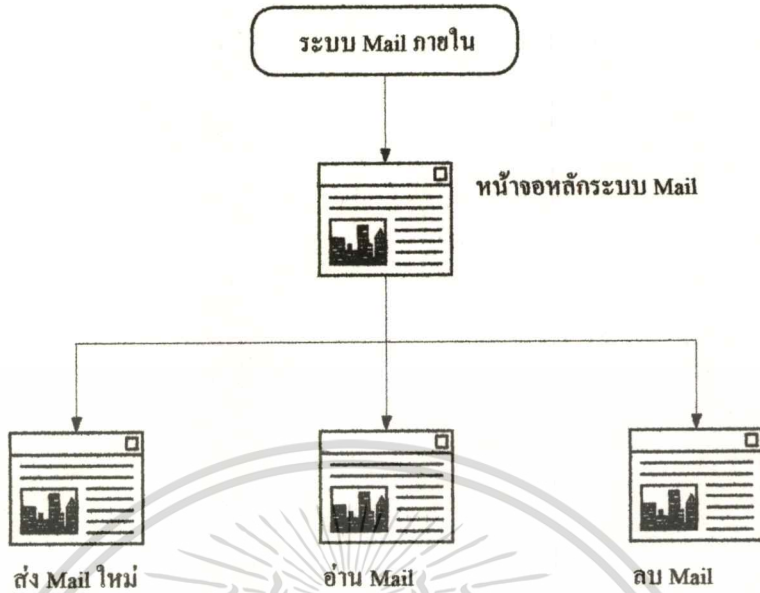 ระบบ Mail ภายใน
หน้าจอหลักระบบ Mail
ส่ง Mail ใหม่
อ่าน Mail
ลบ Mail